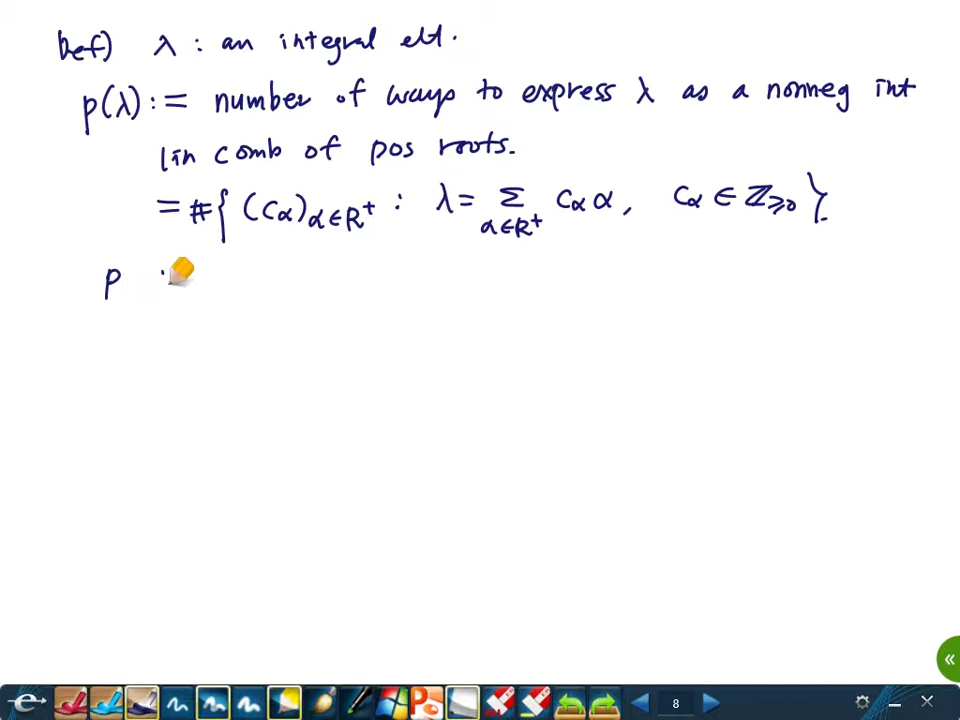 Def) λ : an integral elt.
p(λ) := number of ways to express λ as a nonneg int
lin comb of pos roots.
= #{ (cα)α∈R⁺ : λ = Σα∈R⁺ cα α, cα ∈ ℤ≥0 }.
p
8